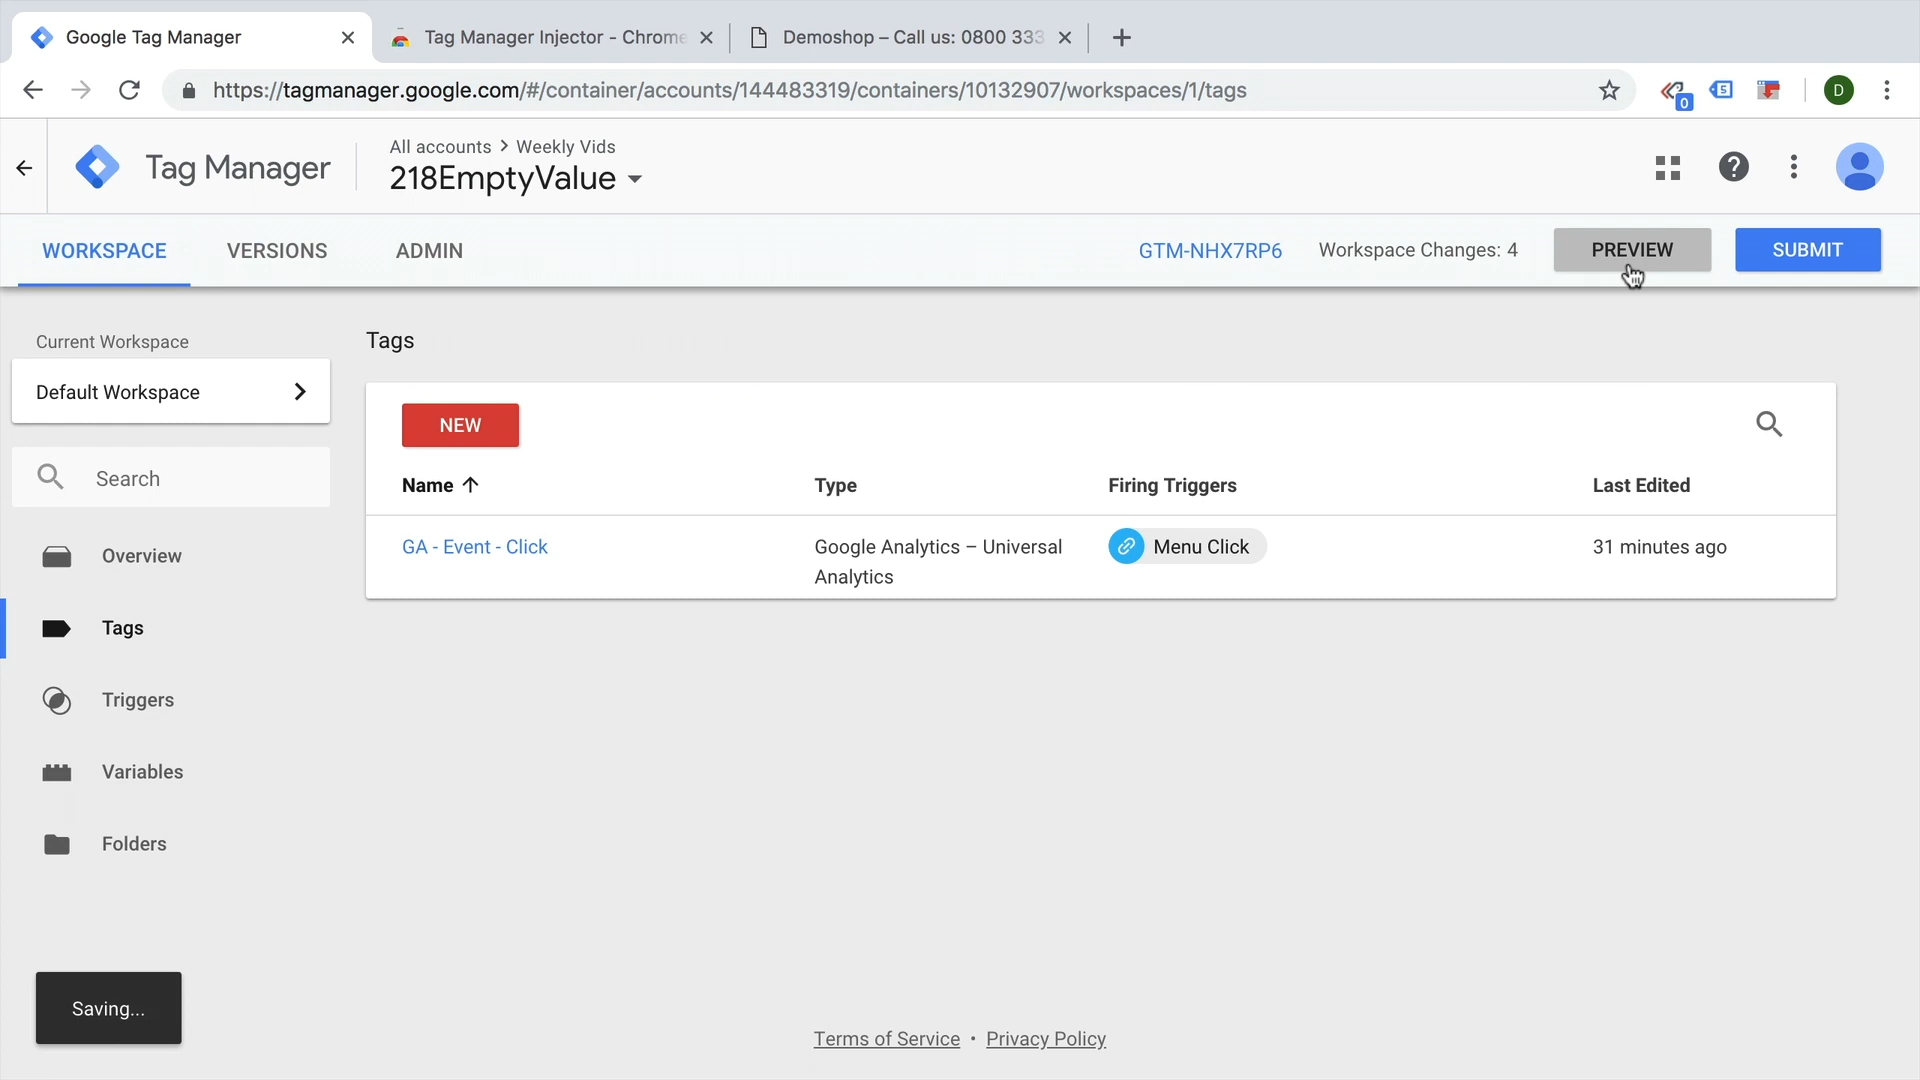 Google Tag Manager
Tag Manager Injector - Chrome
Demoshop – Call us: 0800 333
https://tagmanager.google.com/#/container/accounts/144483319/containers/10132907/workspaces/1/tags
0
5
D
Tag Manager
All accounts > Weekly Vids
218EmptyValue
WORKSPACE
VERSIONS
ADMIN
GTM-NHX7RP6
Workspace Changes: 4
PREVIEW
SUBMIT
Current Workspace
Default Workspace
Search
Overview
Tags
Triggers
Variables
Folders
Tags
NEW
Name
Type
Firing Triggers
Last Edited
GA - Event - Click
Google Analytics – Universal
Analytics
Menu Click
31 minutes ago
Saving...
Terms of Service • Privacy Policy